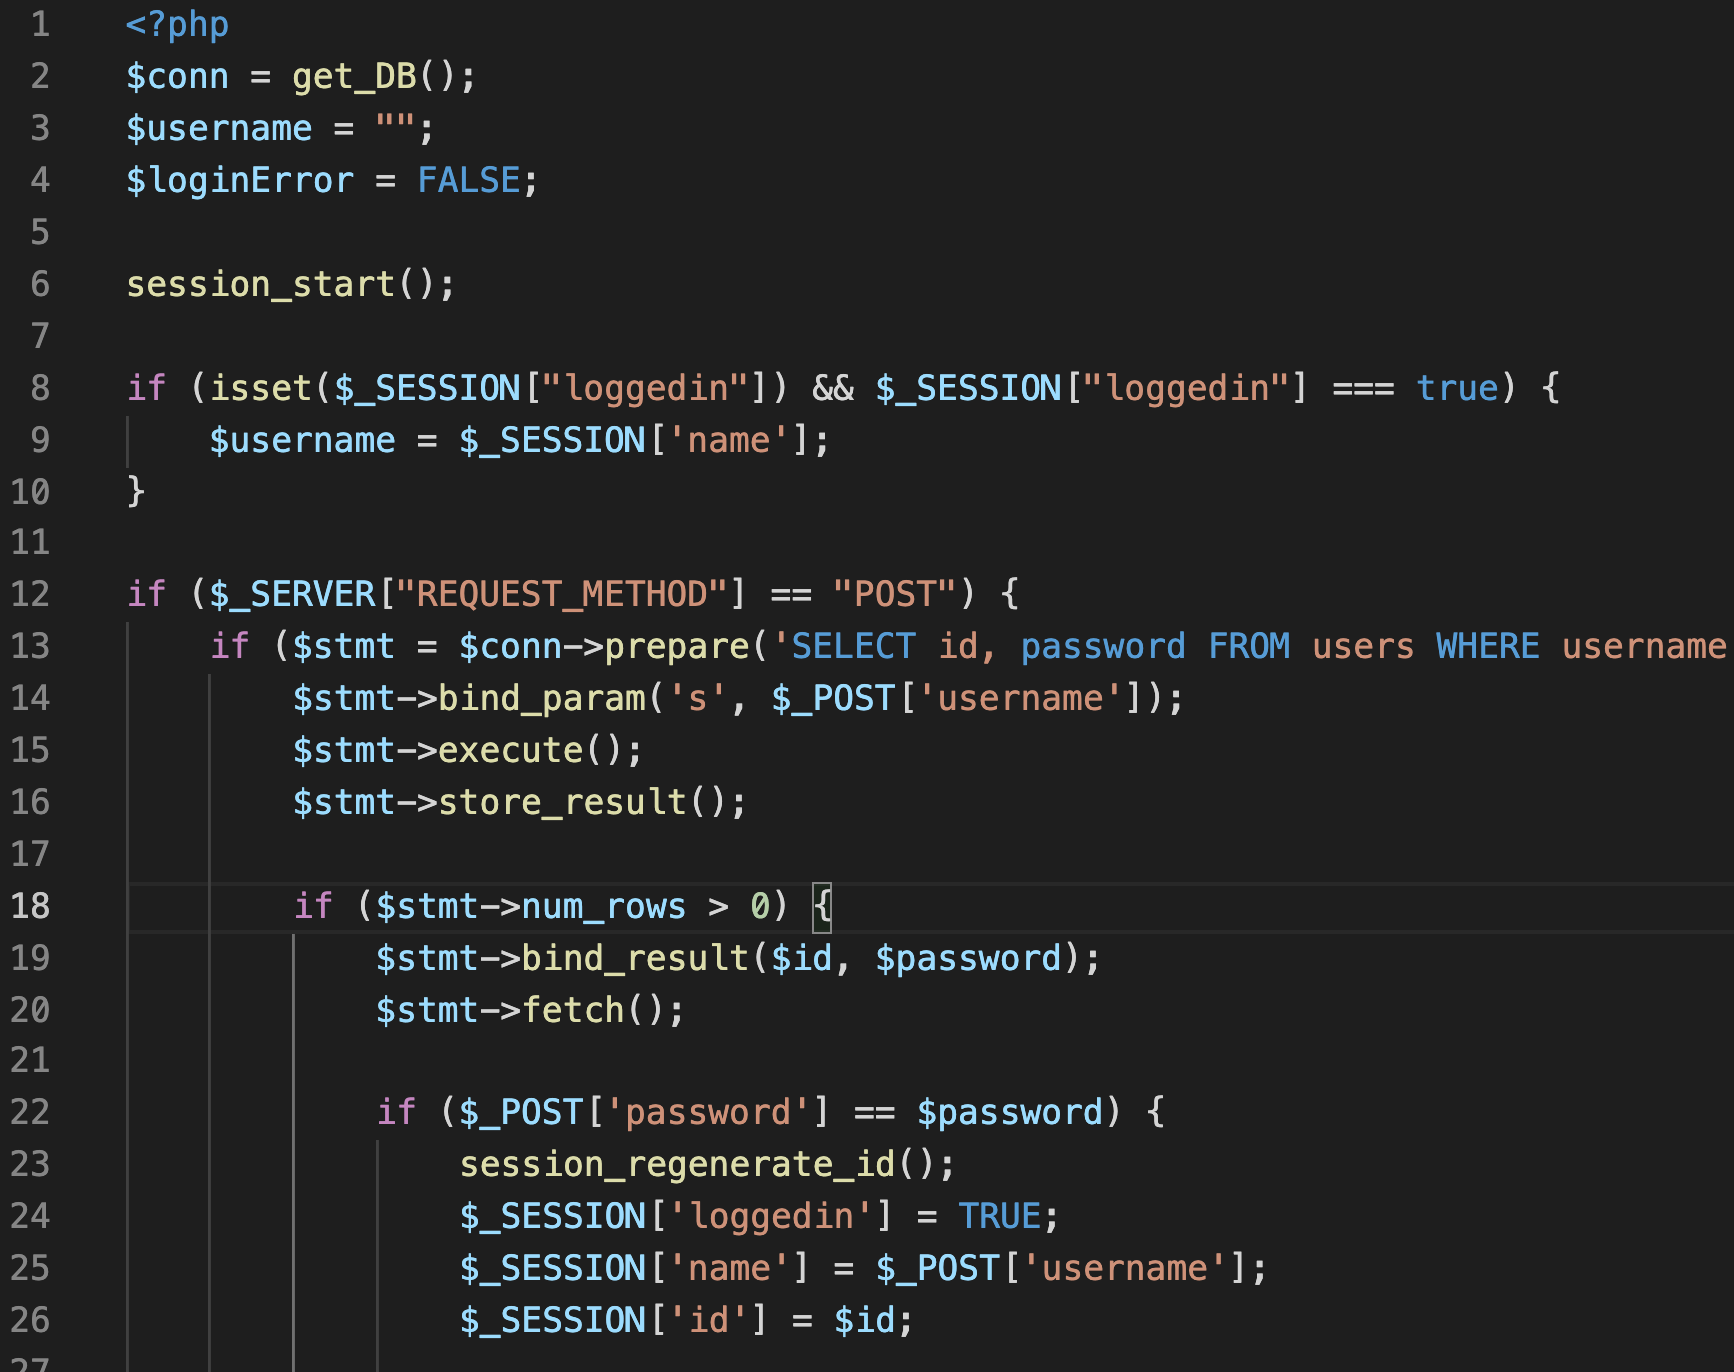 1 <?php
2 $conn = get_DB();
3 $username = "";
4 $loginError = FALSE;
5
6 session_start();
7
8 if (isset($_SESSION["loggedin"]) && $_SESSION["loggedin"] === true) {
9 $username = $_SESSION['name'];
10 }
11
12 if ($_SERVER["REQUEST_METHOD"] == "POST") {
13 if ($stmt = $conn->prepare('SELECT id, password FROM users WHERE username
14 $stmt->bind_param('s', $_POST['username']);
15 $stmt->execute();
16 $stmt->store_result();
17
18 if ($stmt->num_rows > 0) {
19 $stmt->bind_result($id, $password);
20 $stmt->fetch();
21
22 if ($_POST['password'] == $password) {
23 session_regenerate_id();
24 $_SESSION['loggedin'] = TRUE;
25 $_SESSION['name'] = $_POST['username'];
26 $_SESSION['id'] = $id;
27